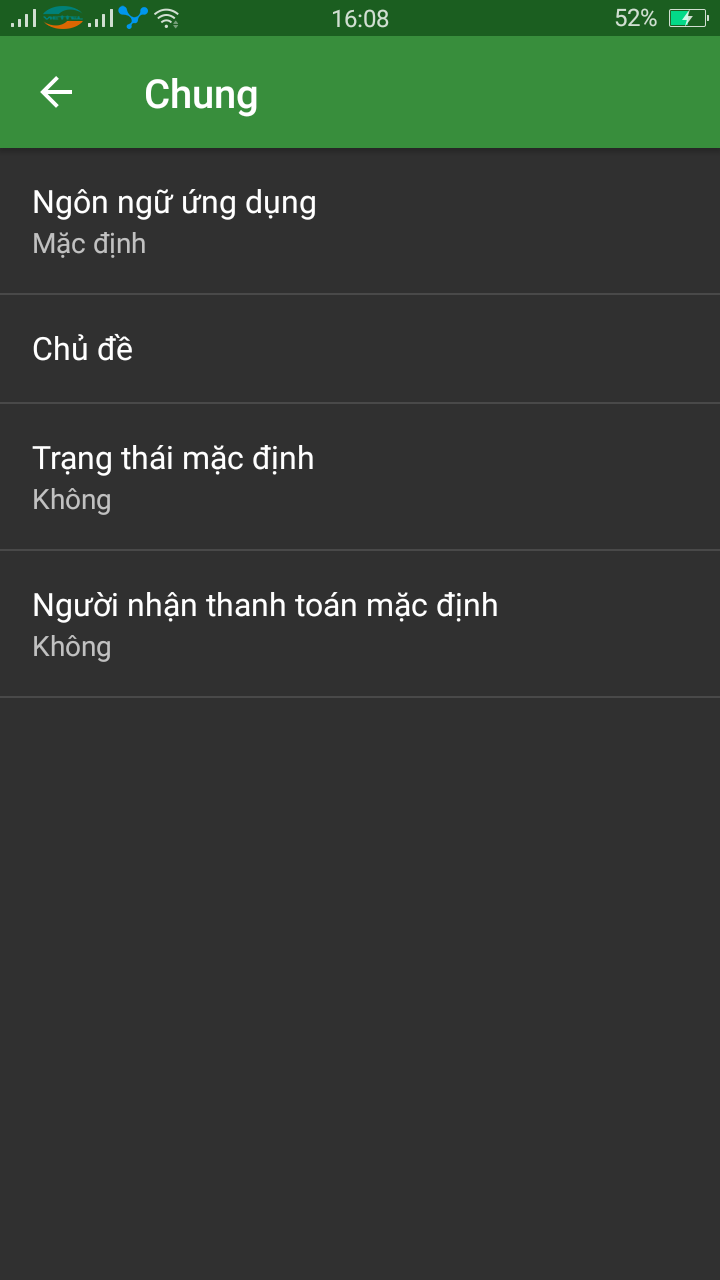 16:08
52%
Chung
Ngôn ngữ ứng dụng
Mặc định
Chủ đề
Trạng thái mặc định
Không
Người nhận thanh toán mặc định
Không